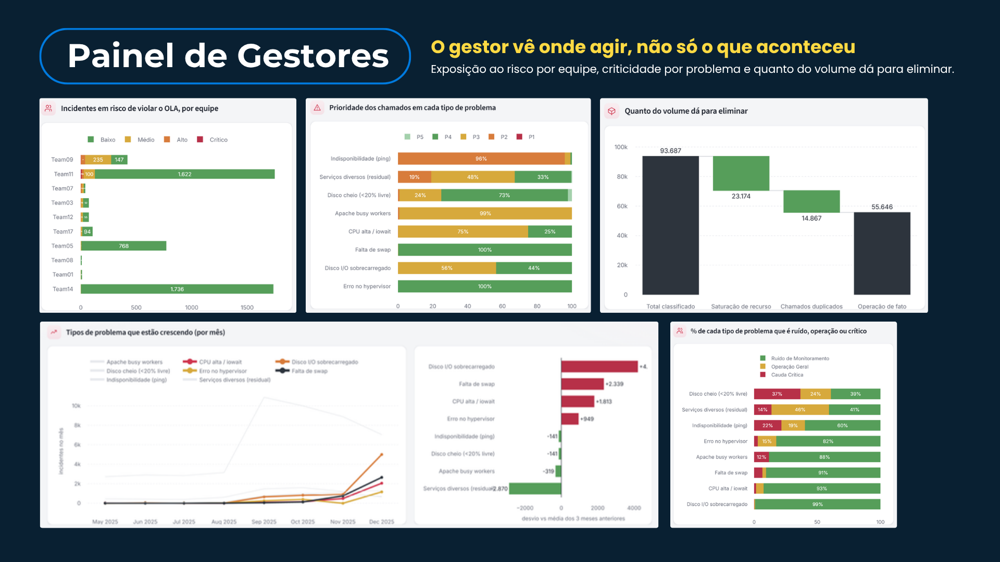 Painel de Gestores
O gestor vê onde agir, não só o que aconteceu
Exposição ao risco por equipe, criticidade por problema e quanto do volume dá para eliminar.
Incidentes em risco de violar o OLA, por equipe
Baixo Médio Alto Crítico
Team09 235 147
Team11 100 1.622
Team07
Team03
Team12
Team17 94
Team05 768
Team08
Team01
Team14 1.736
0 500 1000 1500
Prioridade dos chamados em cada tipo de problema
P5 P4 P3 P2 P1
Indisponibilidade (ping) 96%
Serviços diversos (residual) 19% 48% 33%
Disco cheio (<20% livre) 24% 73%
Apache busy workers 99%
CPU alta / iowait 75% 25%
Falta de swap 100%
Disco I/O sobrecarregado 56% 44%
Erro no hypervisor 100%
0 20 40 60 80 100
Quanto do volume dá para eliminar
100k
93.687
80k
23.174
60k
55.646
14.867
40k
20k
0
Total classificado Saturação de recurso Chamados duplicados Operação de fato
Tipos de problema que estão crescendo (por mês)
Apache busy workers CPU alta / iowait Disco I/O sobrecarregado
Disco cheio (<20% livre) Erro no hypervisor Falta de swap
Indisponibilidade (ping) Serviços diversos (residual)
incidentes no mês
10k
8k
6k
4k
2k
0
May 2025 Jun 2025 Jul 2025 Aug 2025 Sep 2025 Oct 2025 Nov 2025 Dec 2025
Disco I/O sobrecarregado +4.
Falta de swap +2.339
CPU alta / iowait +1.813
Erro no hypervisor +949
Indisponibilidade (ping) -141
Disco cheio (<20% livre) -141
Apache busy workers -319
Serviços diversos (residual) -2.870
−2000 0 2000 4000
desvio vs média dos 3 meses anteriores
% de cada tipo de problema que é ruído, operação ou crítico
Ruído de Monitoramento
Operação Geral
Cauda Crítica
Disco cheio (<20% livre) 37% 24% 39%
Serviços diversos (residual) 14% 46% 41%
Indisponibilidade (ping) 22% 19% 60%
Erro no hypervisor 15% 82%
Apache busy workers 12% 88%
Falta de swap 91%
CPU alta / iowait 93%
Disco I/O sobrecarregado 99%
0 50 100